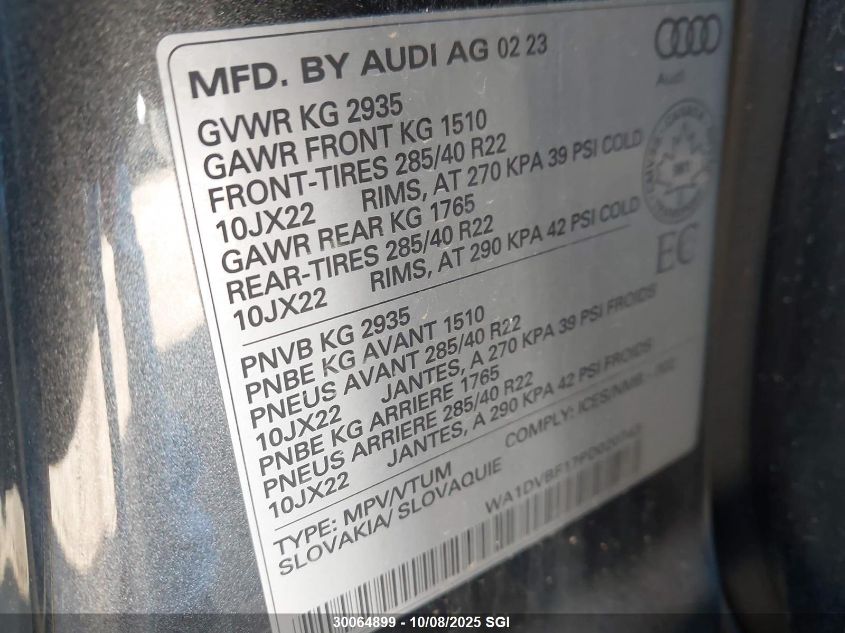 MFD. BY AUDI AG 02 23
Audi
GVWR KG 2935
GAWR FRONT KG 1510
FRONT-TIRES 285/40 R22
10JX22 RIMS, AT 270 KPA 39 PSI COLD
GAWR REAR KG 1765
REAR-TIRES 285/40 R22
10JX22 RIMS, AT 290 KPA 42 PSI COLD
CANADA
EC
PNVB KG 2935
PNBE KG AVANT 1510
PNEUS AVANT 285/40 R22
10JX22 JANTES, A 270 KPA 39 PSI FROIDS
PNBE KG ARRIERE 1765
PNEUS ARRIERE 285/40 R22
10JX22 JANTES, A 290 KPA 42 PSI FROIDS
TYPE: MPV/VTUM COMPLY:
SLOVAKIA/ SLOVAQUIE
30064899 - 10/08/2025 SGI